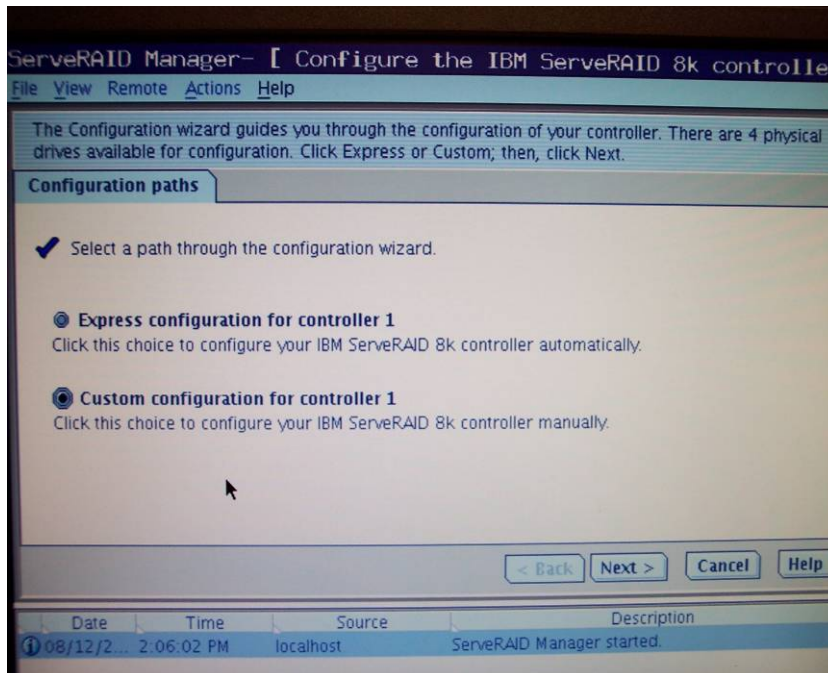 ServeRAID Manager- [ Configure the IBM ServeRAID 8k controlle
File View Remote Actions Help
The Configuration wizard guides you through the configuration of your controller. There are 4 physical
drives available for configuration. Click Express or Custom; then, click Next.
Configuration paths
Select a path through the configuration wizard.
Express configuration for controller 1
Click this choice to configure your IBM ServeRAID 8k controller automatically.
Custom configuration for controller 1
Click this choice to configure your IBM ServeRAID 8k controller manually.
< Back Next > Cancel Help
Date Time Source Description
08/12/2... 2:06:02 PM localhost ServeRAID Manager started.